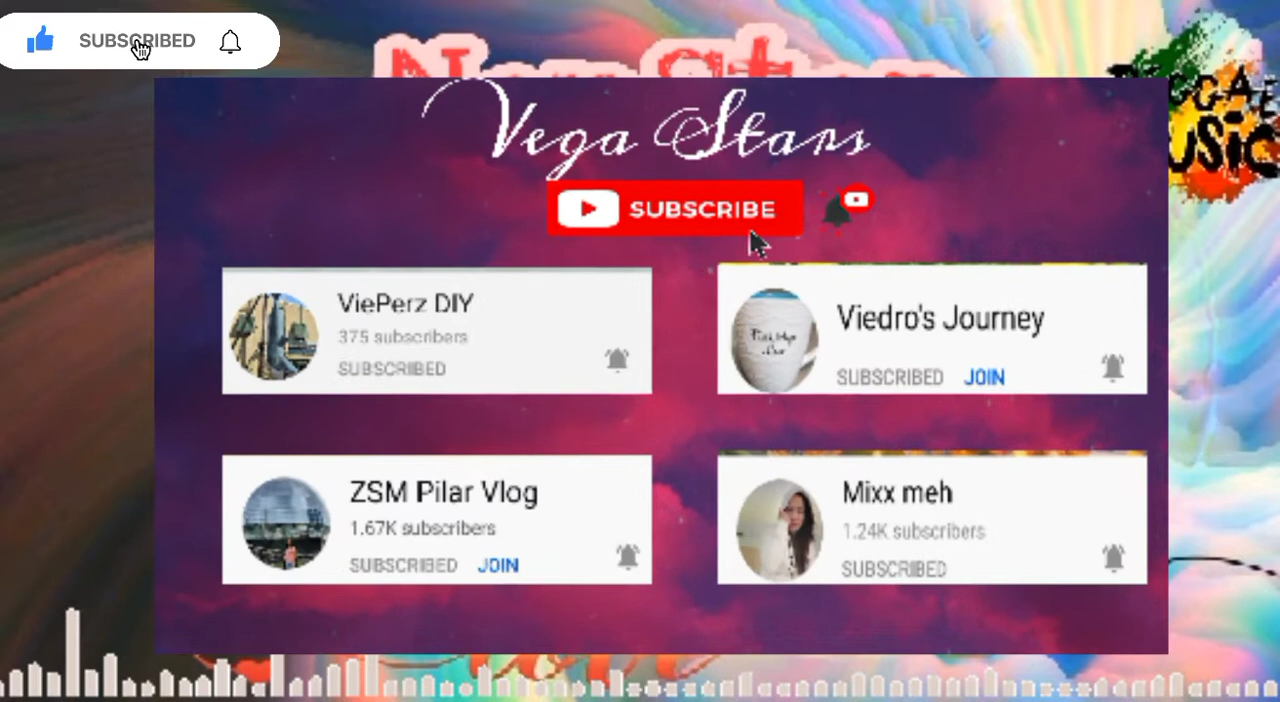 SUBSCRIBED
Vega Stars
SUBSCRIBE
ViePerz DIY
375 subscribers
SUBSCRIBED
Viedro's Journey
SUBSCRIBED JOIN
ZSM Pilar Vlog
1.67K subscribers
SUBSCRIBED JOIN
Mixx meh
1.24K subscribers
SUBSCRIBED
MUSIC